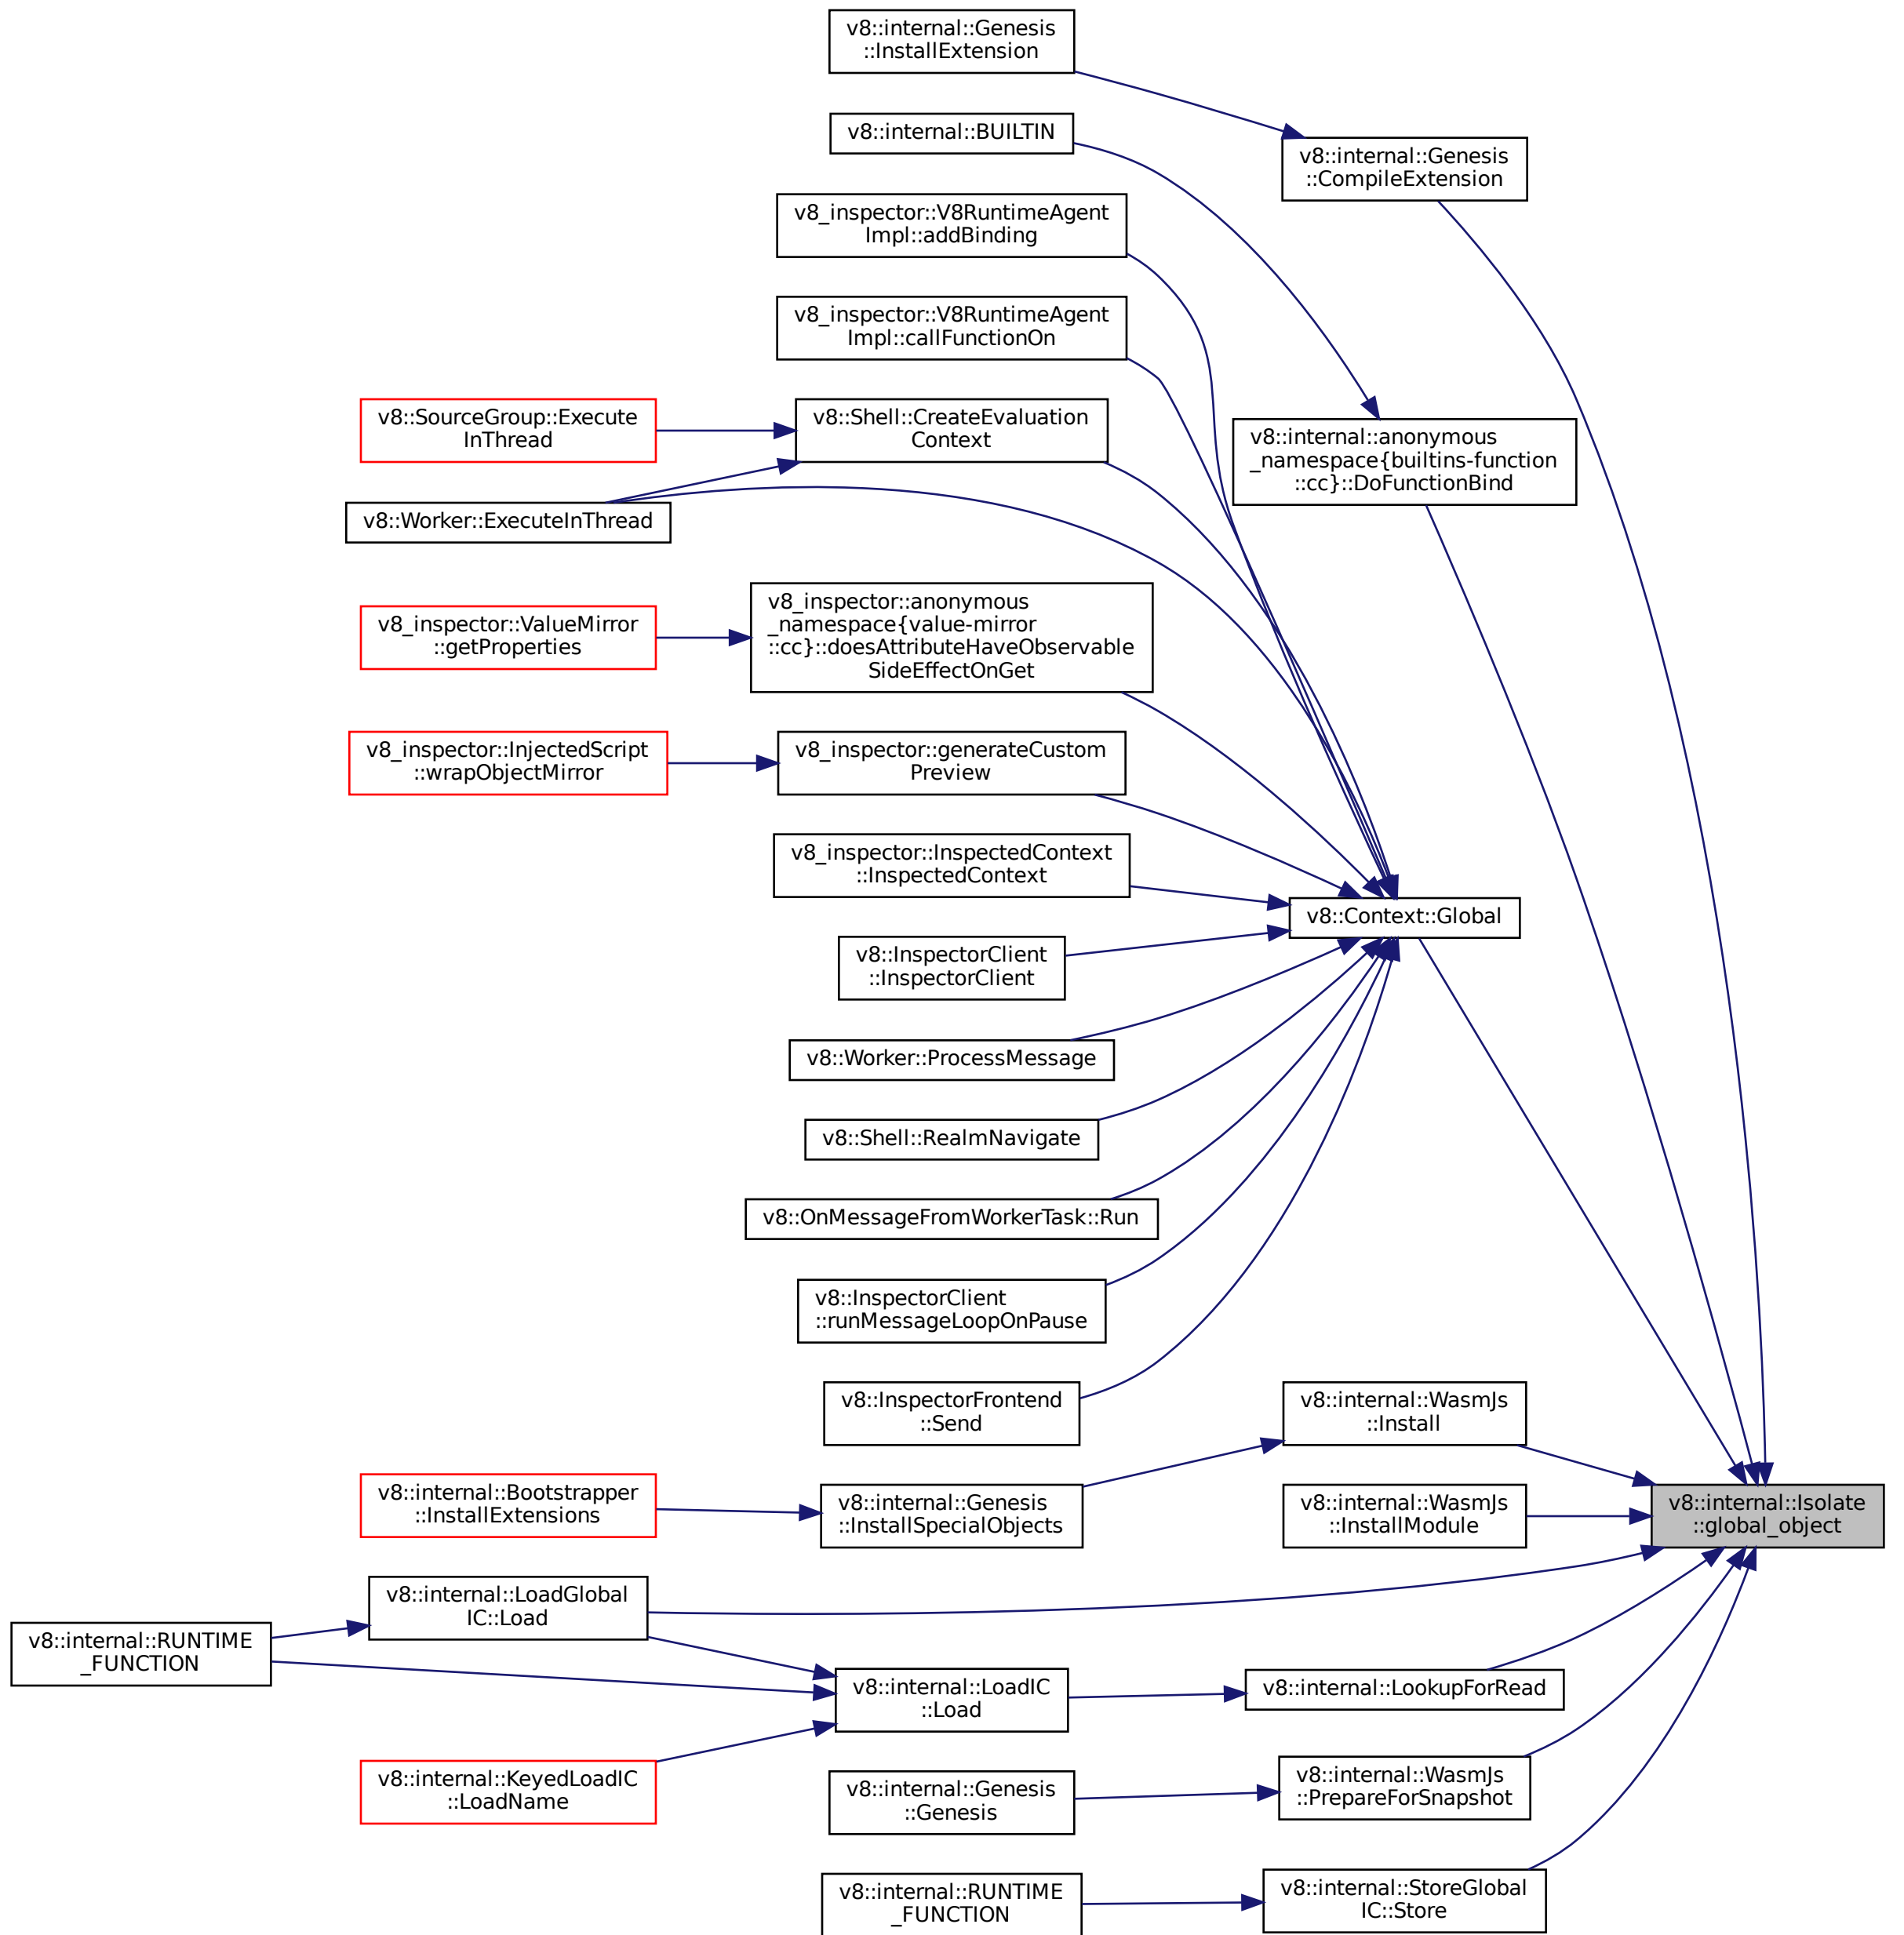 v8::internal::Genesis
::InstallExtension
v8::internal::BUILTIN
v8::internal::Genesis
::CompileExtension
v8_inspector::V8RuntimeAgent
Impl::addBinding
v8_inspector::V8RuntimeAgent
Impl::callFunctionOn
v8::SourceGroup::Execute
InThread
v8::Shell::CreateEvaluation
Context
v8::internal::anonymous
_namespace{builtins-function
::cc}::DoFunctionBind
v8::Worker::ExecuteInThread
v8_inspector::ValueMirror
::getProperties
v8_inspector::anonymous
_namespace{value-mirror
::cc}::doesAttributeHaveObservable
SideEffectOnGet
v8_inspector::InjectedScript
::wrapObjectMirror
v8_inspector::generateCustom
Preview
v8_inspector::InspectedContext
::InspectedContext
v8::Context::Global
v8::InspectorClient
::InspectorClient
v8::Worker::ProcessMessage
v8::Shell::RealmNavigate
v8::OnMessageFromWorkerTask::Run
v8::InspectorClient
::runMessageLoopOnPause
v8::InspectorFrontend
::Send
v8::internal::WasmJs
::Install
v8::internal::Bootstrapper
::InstallExtensions
v8::internal::Genesis
::InstallSpecialObjects
v8::internal::WasmJs
::InstallModule
v8::internal::Isolate
::global_object
v8::internal::LoadGlobal
IC::Load
v8::internal::RUNTIME
_FUNCTION
v8::internal::LoadIC
::Load
v8::internal::LookupForRead
v8::internal::KeyedLoadIC
::LoadName
v8::internal::Genesis
::Genesis
v8::internal::WasmJs
::PrepareForSnapshot
v8::internal::RUNTIME
_FUNCTION
v8::internal::StoreGlobal
IC::Store